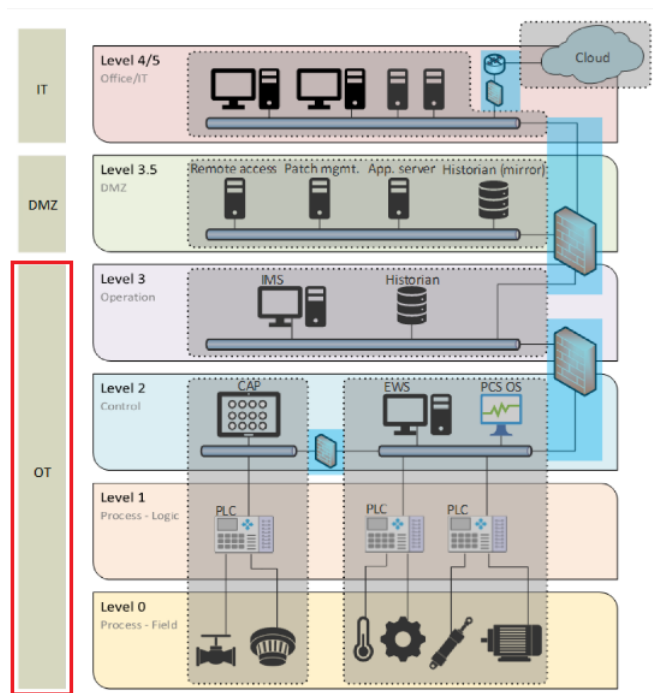 IT
Level 4/5
Office/IT
Cloud
DMZ
Level 3.5
DMZ
Remote access
Patch mgmt.
App. server
Historian (mirror)
OT
Level 3
Operation
IMS
Historian
Level 2
Control
CAP
EWS
PCS OS
Level 1
Process - Logic
PLC
PLC
PLC
Level 0
Process - Field